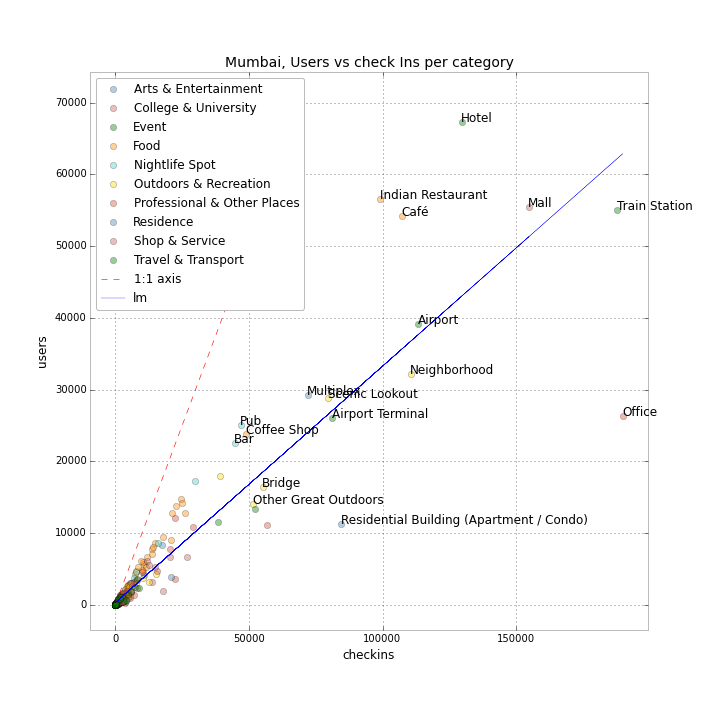 Mumbai, Users vs check Ins per category
Arts & Entertainment
College & University
Event
Food
Nightlife Spot
Outdoors & Recreation
Professional & Other Places
Residence
Shop & Service
Travel & Transport
1:1 axis
lm
70000
60000
50000
40000
30000
20000
10000
0
users
Hotel
Indian Restaurant
Café
Mall
Train Station
Airport
Neighborhood
Multiplex
Scenic Lookout
Airport Terminal
Office
Pub
Coffee Shop
Bar
Bridge
Other Great Outdoors
Residential Building (Apartment / Condo)
0
50000
100000
150000
checkins